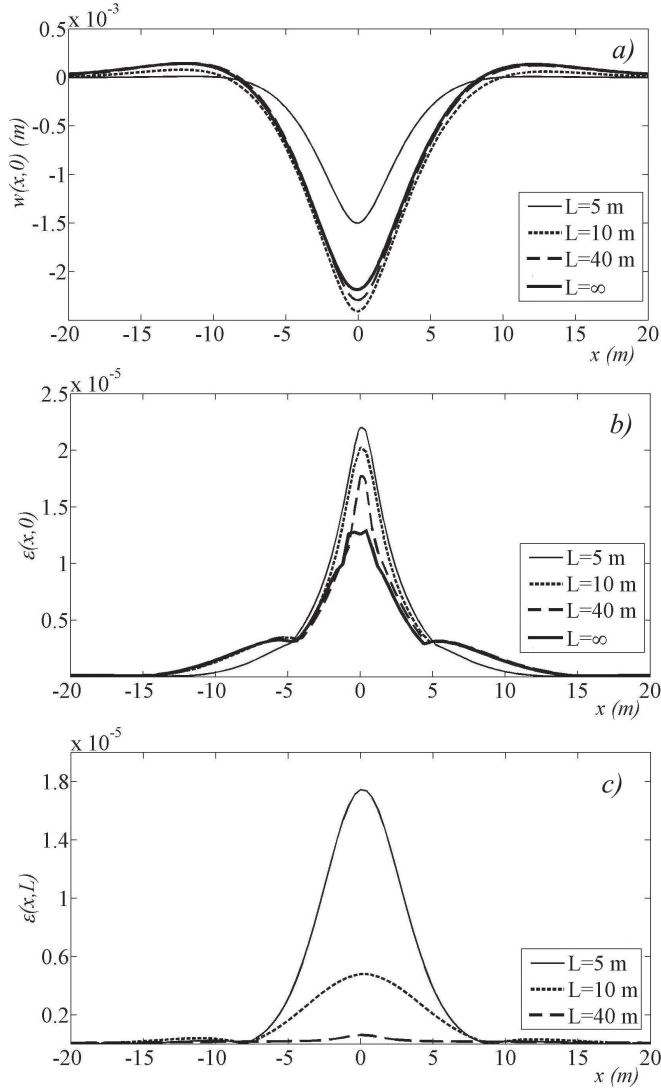 x 10⁻³
a)
0.5
0
-0.5
-1
-1.5
-2
w(x,0) (m)
L=5 m
L=10 m
L=40 m
L=∞
-20 -15 -10 -5 0 5 10 15 20
x (m)
x 10⁻⁵
b)
2.5
2
1.5
1
0.5
ε(x,0)
L=5 m
L=10 m
L=40 m
L=∞
-20 -15 -10 -5 0 5 10 15 20
x (m)
x 10⁻⁵
c)
1.8
1.4
1
0.6
0.2
ε(x,L)
L=5 m
L=10 m
L=40 m
-20 -15 -10 -5 0 5 10 15 20
x (m)